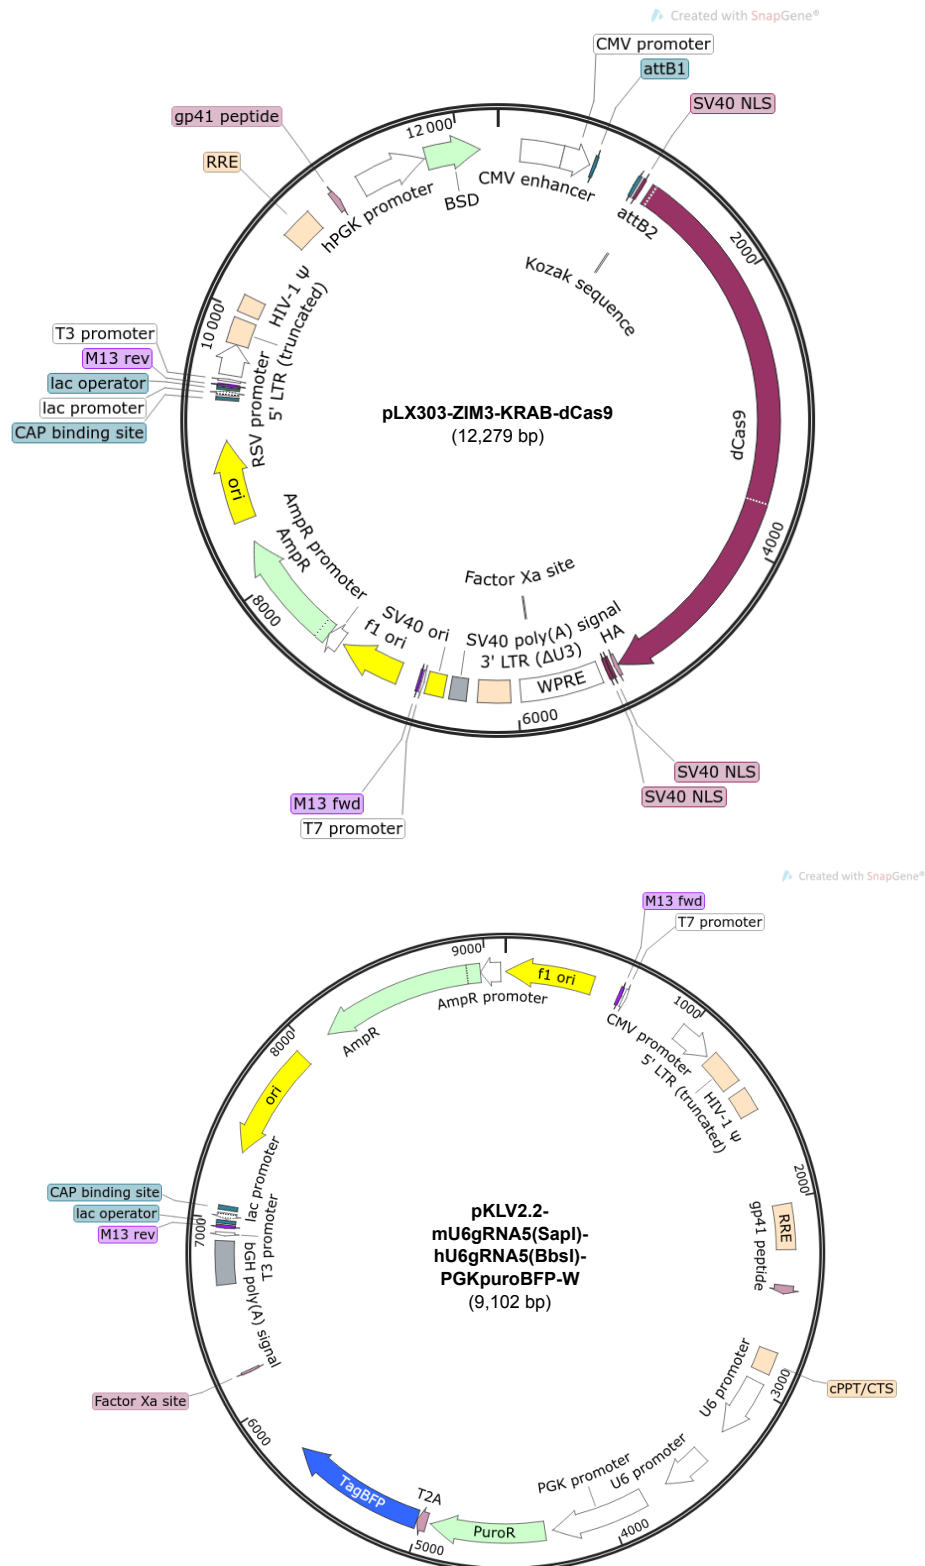 Created with SnapGene®
CMV promoter
attB1
SV40 NLS
gp41 peptide
12 000
RRE
hPGK promoter
BSD
CMV enhancer
attB2
2000
Kozak sequence
HIV-1 Ψ
5' LTR (truncated)
10 000
T3 promoter
M13 rev
lac operator
lac promoter
CAP binding site
RSV promoter
pLX303-ZIM3-KRAB-dCas9
(12,279 bp)
dCas9
ori
AmpR promoter
AmpR
4000
Factor Xa site
8000
SV40 ori
f1 ori
SV40 poly(A) signal
3' LTR (ΔU3)
HA
WPRE
6000
SV40 NLS
SV40 NLS
M13 fwd
T7 promoter
Created with SnapGene®
M13 fwd
T7 promoter
9000
f1 ori
AmpR promoter
1000
AmpR
CMV promoter
5' LTR (truncated)
HIV-1 Ψ
8000
ori
2000
lac promoter
CAP binding site
lac operator
M13 rev
7000
T3 promoter
bGH poly(A) signal
gp41 peptide
RRE
pKLV2.2-
mU6gRNA5(SapI)-
hU6gRNA5(BbsI)-
PGKpuroBFP-W
(9,102 bp)
U6 promoter
3000
cPPT/CTS
Factor Xa site
6000
U6 promoter
PGK promoter
TagBFP
T2A
PuroR
4000
5000